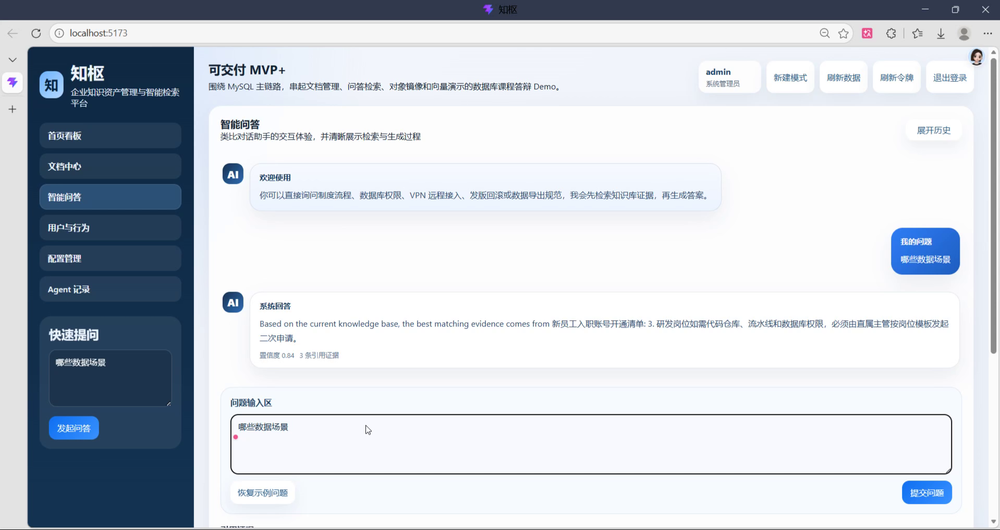 知枢
localhost:5173
知
知枢
企业知识资产管理与智能检索
平台
首页看板
文档中心
智能问答
用户与行为
配置管理
Agent 记录
快速提问
哪些数据场景
发起问答
可交付 MVP+
围绕 MySQL 主链路，串起文档管理、问答检索、对象镜像和向量演示的数据库课程答辩 Demo。
admin
系统管理员
新建模式
刷新数据
刷新令牌
退出登录
智能问答
类比对话助手的交互体验，并清晰展示检索与生成过程
展开历史
AI
欢迎使用
你可以直接询问制度流程、数据库权限、VPN 远程接入、发版回滚或数据导出规范，我会先检索知识库证据，再生成答案。
我的问题
哪些数据场景
AI
系统回答
Based on the current knowledge base, the best matching evidence comes from 新员工入职账号开通清单: 3. 研发岗位如需代码仓库、流水线和数据库权限，必须由直属主管按岗位模板发起
二次申请。
置信度 0.84 3 条引用证据
问题输入区
哪些数据场景
恢复示例问题
提交问题